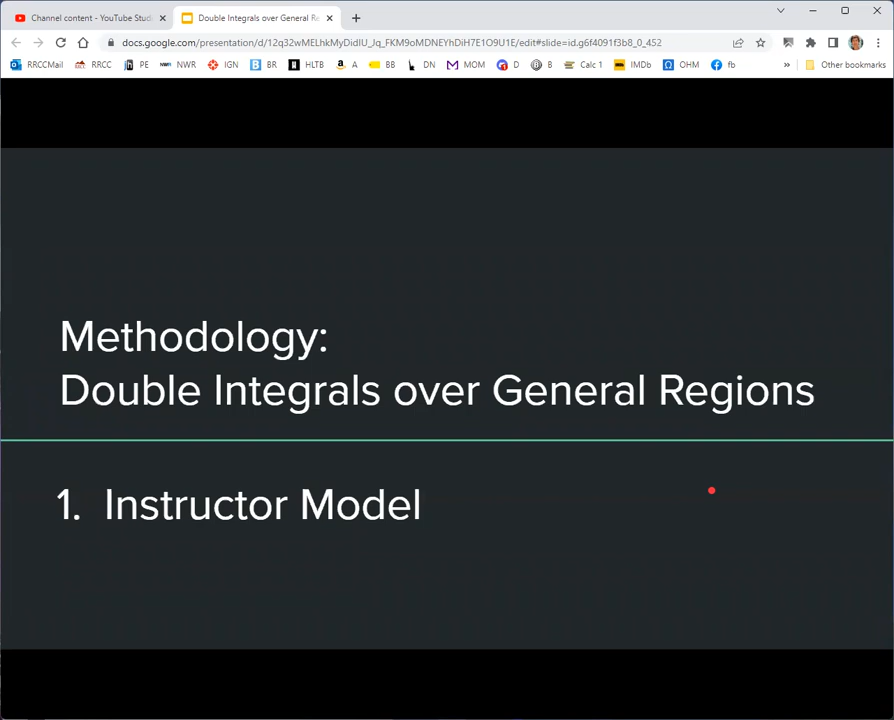 Channel content - YouTube Stud
Double Integrals over General Re
docs.google.com/presentation/d/12q32wMELhkMyDidIU_Jq_FKM9oMDNEYhDiH7E1O9U1E/edit#slide=id.g6f4091f3b8_0_452
RRCCMail RRCC PE NWR IGN BR HLTB A BB DN MOM D B Calc 1 IMDb OHM fb » Other bookmarks
Methodology:
Double Integrals over General Regions
1. Instructor Model